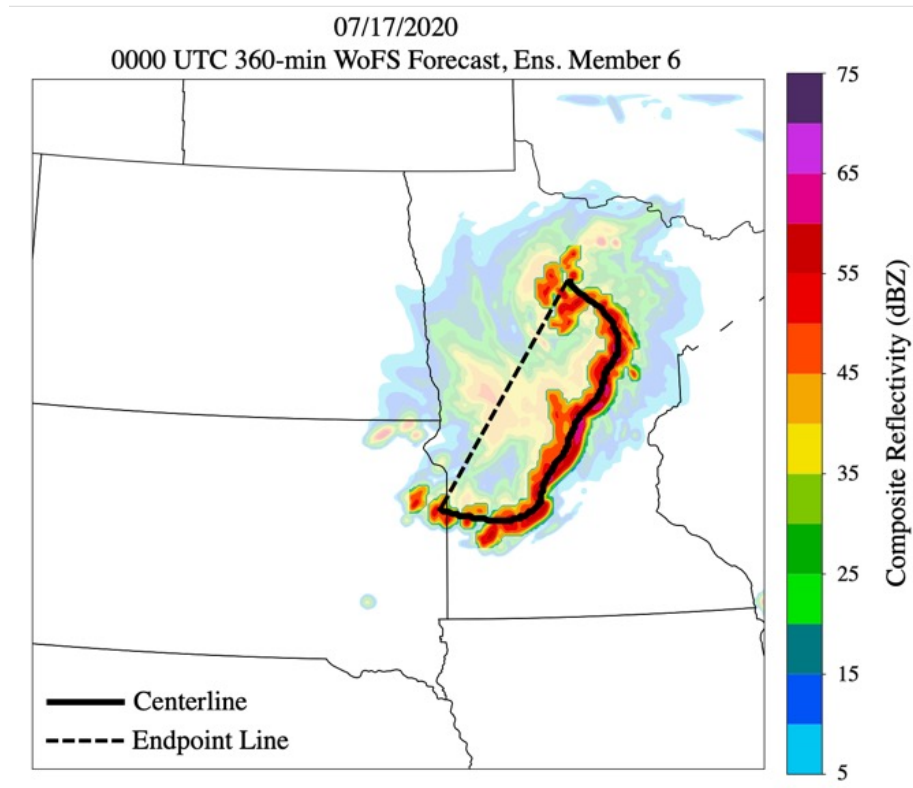 07/17/2020
0000 UTC 360-min WoFS Forecast, Ens. Member 6
75
65
55
45
35
25
15
5
Composite Reflectivity (dBZ)
Centerline
Endpoint Line